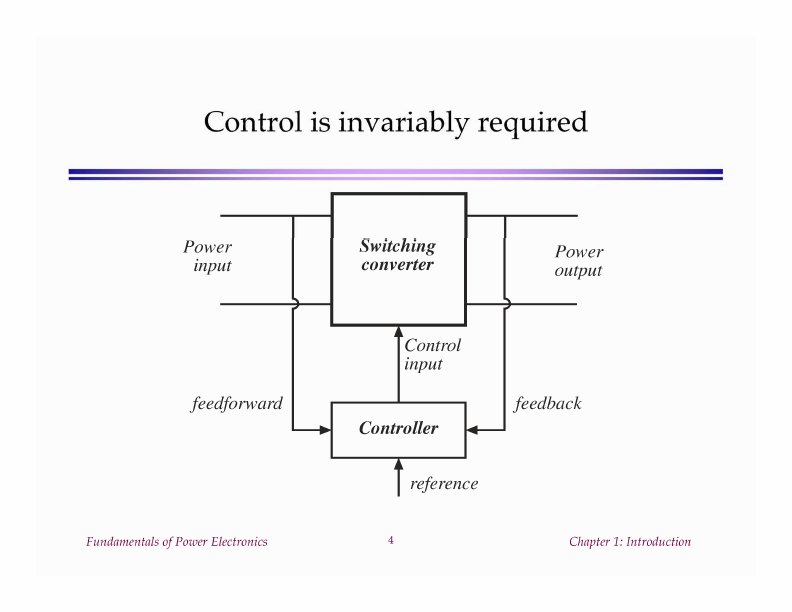 Control is invariably required
Power
input
Switching
converter
Power
output
Control
input
feedforward
feedback
Controller
reference
Fundamentals of Power Electronics
4
Chapter 1: Introduction